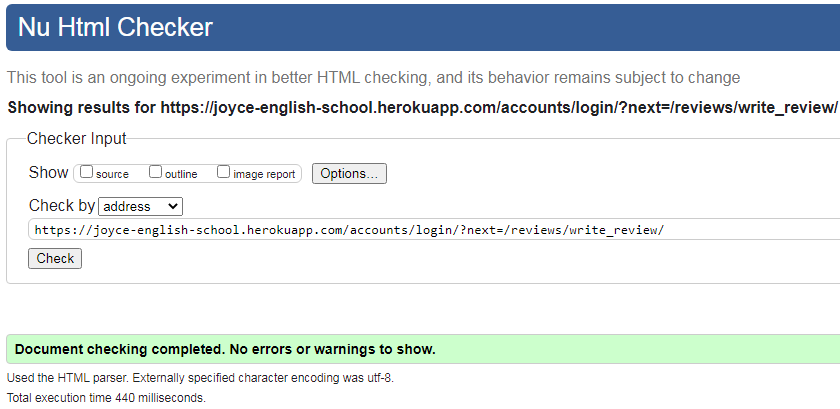 Nu Html Checker
This tool is an ongoing experiment in better HTML checking, and its behavior remains subject to change
Showing results for https://joyce-english-school.herokuapp.com/accounts/login/?next=/reviews/write_review/
Checker Input
Show source outline image report Options...
Check by address
https://joyce-english-school.herokuapp.com/accounts/login/?next=/reviews/write_review/
Check
Document checking completed. No errors or warnings to show.
Used the HTML parser. Externally specified character encoding was utf-8.
Total execution time 440 milliseconds.